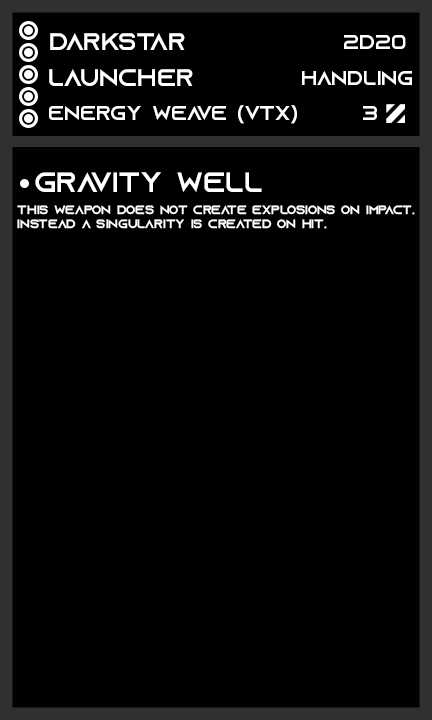 DARKSTAR 2D20
LAUNCHER HANDLING
ENERGY WEAVE (VTX) 3
•GRAVITY WELL
THIS WEAPON DOES NOT CREATE EXPLOSIONS ON IMPACT.
INSTEAD A SINGULARITY IS CREATED ON HIT.